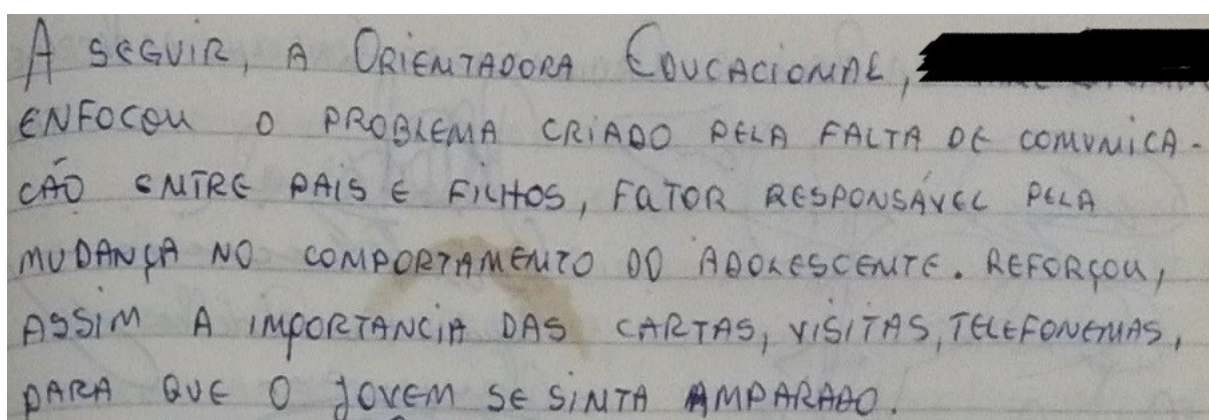 A SEGUIR, A ORIENTADORA EDUCACIONAL,
ENFOCOU O PROBLEMA CRIADO PELA FALTA DE COMUNICA-
CÃO ENTRE PAIS E FILHOS, FATOR RESPONSÁVEL PELA
MUDANÇA NO COMPORTAMENTO DO ADOLESCENTE. REFORÇOU,
ASSIM A IMPORTANCIA DAS CARTAS, VISITAS, TELEFONEMAS,
PARA QUE O JOVEM SE SINTA AMPARADO.